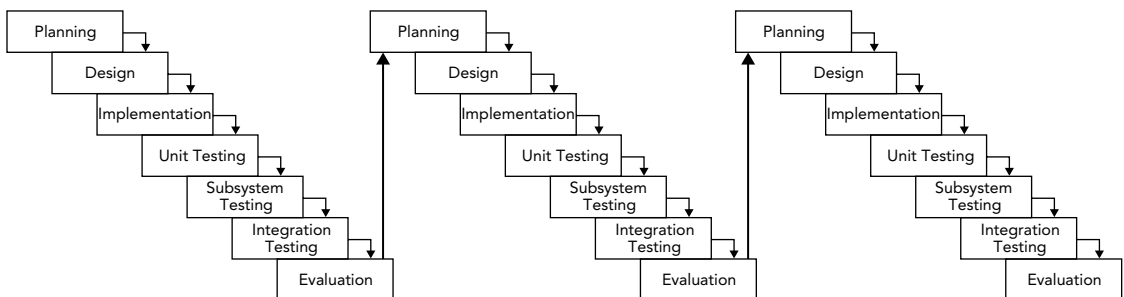 Planning
Design
Implementation
Unit Testing
Subsystem
Testing
Integration
Testing
Evaluation
Planning
Design
Implementation
Unit Testing
Subsystem
Testing
Integration
Testing
Evaluation
Planning
Design
Implementation
Unit Testing
Subsystem
Testing
Integration
Testing
Evaluation